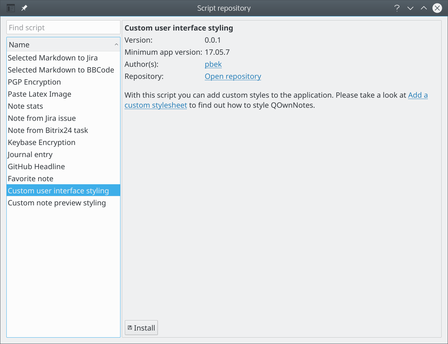 Script repository
Find script
Name
Selected Markdown to Jira
Selected Markdown to BBCode
PGP Encryption
Paste Latex Image
Note stats
Note from Jira issue
Note from Bitrix24 task
Keybase Encryption
Journal entry
GitHub Headline
Favorite note
Custom user interface styling
Custom note preview styling
Custom user interface styling
Version: 0.0.1
Minimum app version: 17.05.7
Author(s): pbek
Repository: Open repository
With this script you can add custom styles to the application. Please take a look at Add a
custom stylesheet to find out how to style QOwnNotes.
Install